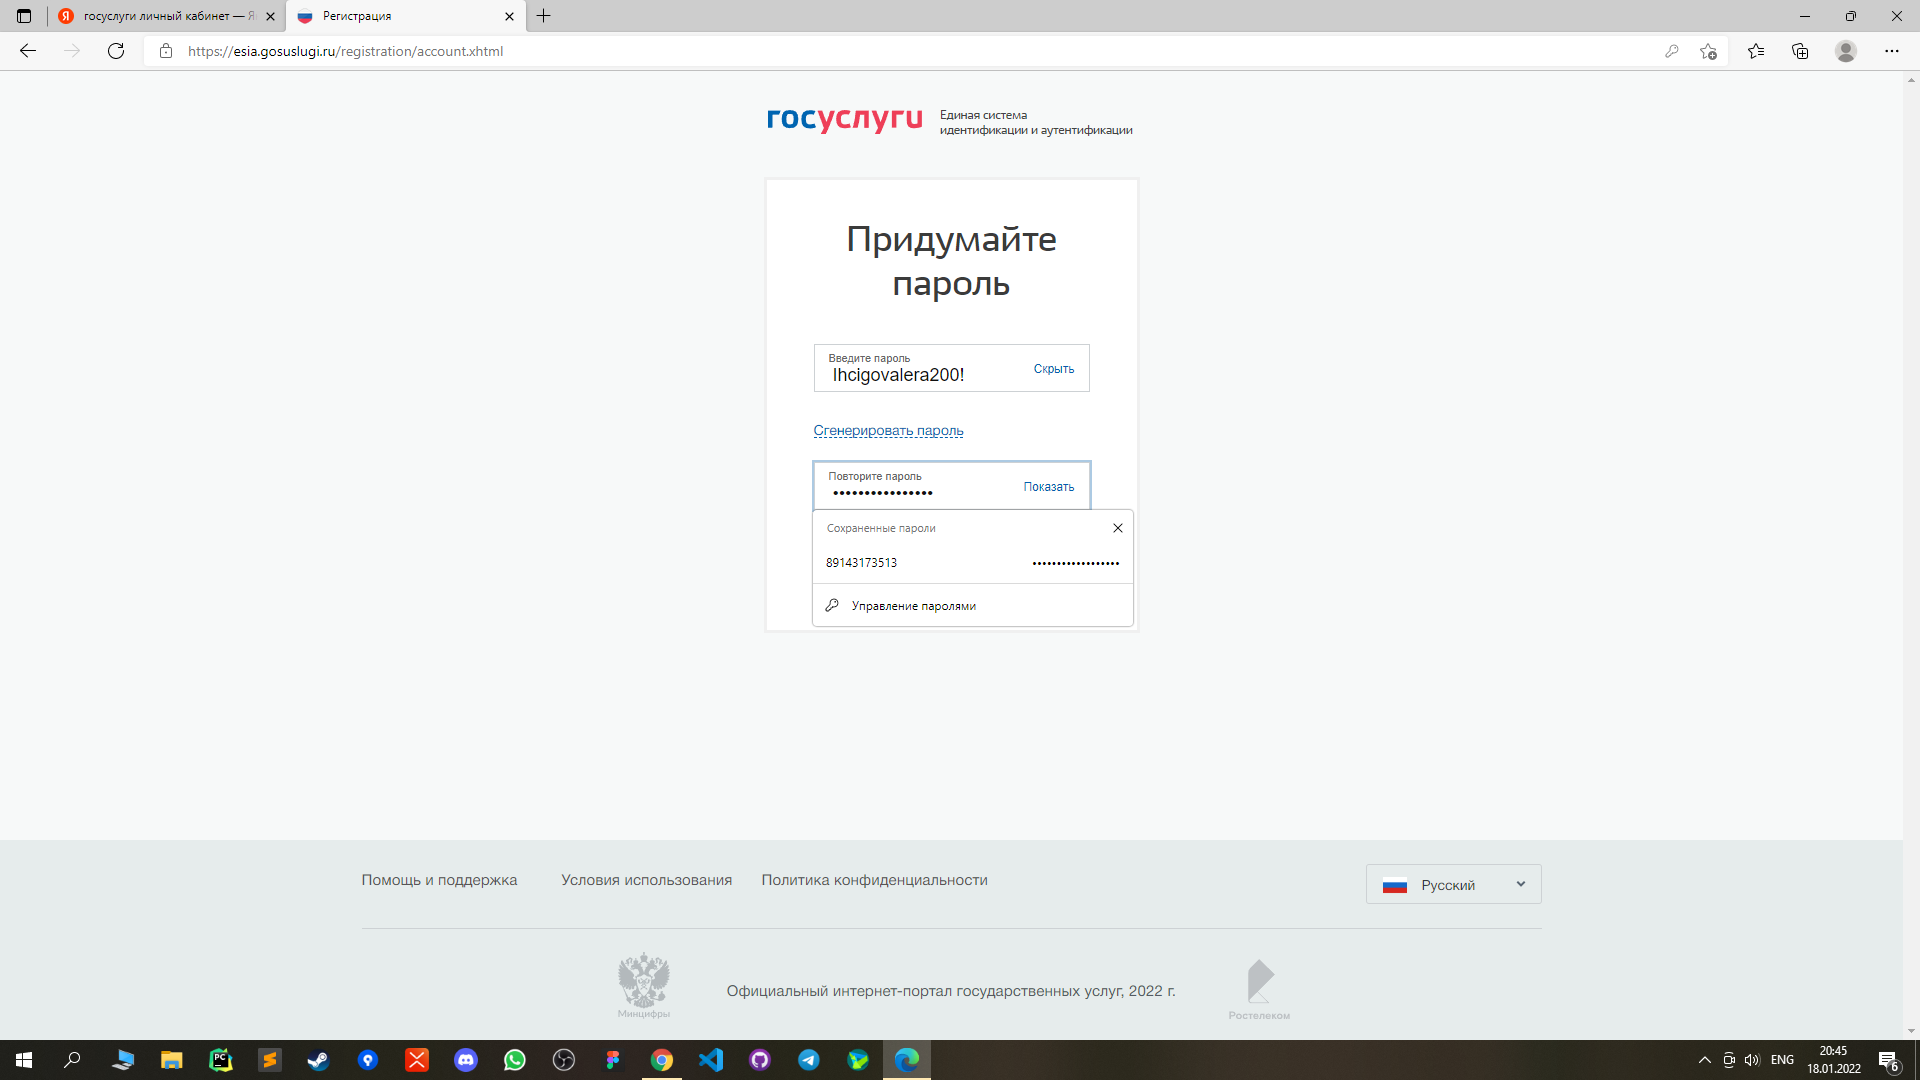 госуслуги личный кабинет — Я
Регистрация
https://esia.gosuslugi.ru/registration/account.xhtml
госуслуги
Единая система
идентификации и аутентификации
Придумайте
пароль
Введите пароль
Ihcigovalera200!
Скрыть
Сгенерировать пароль
Повторите пароль
Показать
Сохраненные пароли
89143173513
Управление паролями
Помощь и поддержка
Условия использования
Политика конфиденциальности
Русский
Минцифры
Официальный интернет-портал государственных услуг, 2022 г.
Ростелеком
ENG
20:45
18.01.2022
6